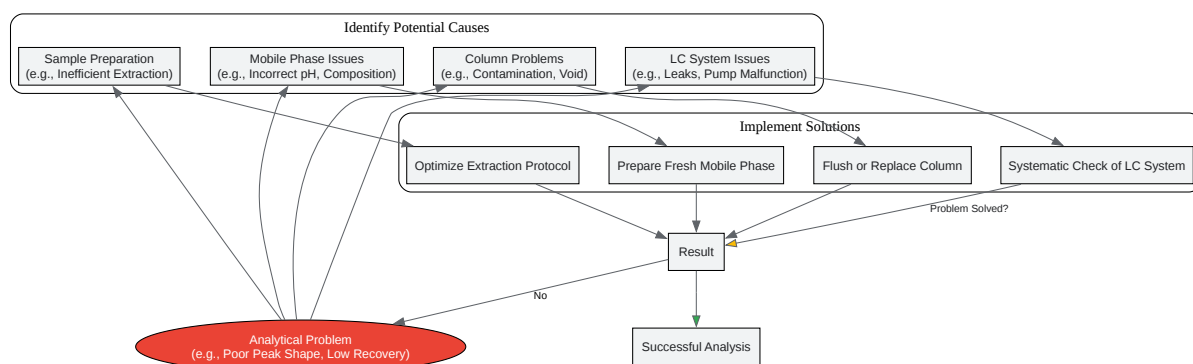 Identify Potential Causes
Sample Preparation
(e.g., Inefficient Extraction)
Mobile Phase Issues
(e.g., Incorrect pH, Composition)
Column Problems
(e.g., Contamination, Void)
LC System Issues
(e.g., Leaks, Pump Malfunction)
Implement Solutions
Optimize Extraction Protocol
Prepare Fresh Mobile Phase
Flush or Replace Column
Systematic Check of LC System
Problem Solved?
Result
No
Analytical Problem
(e.g., Poor Peak Shape, Low Recovery)
Successful Analysis